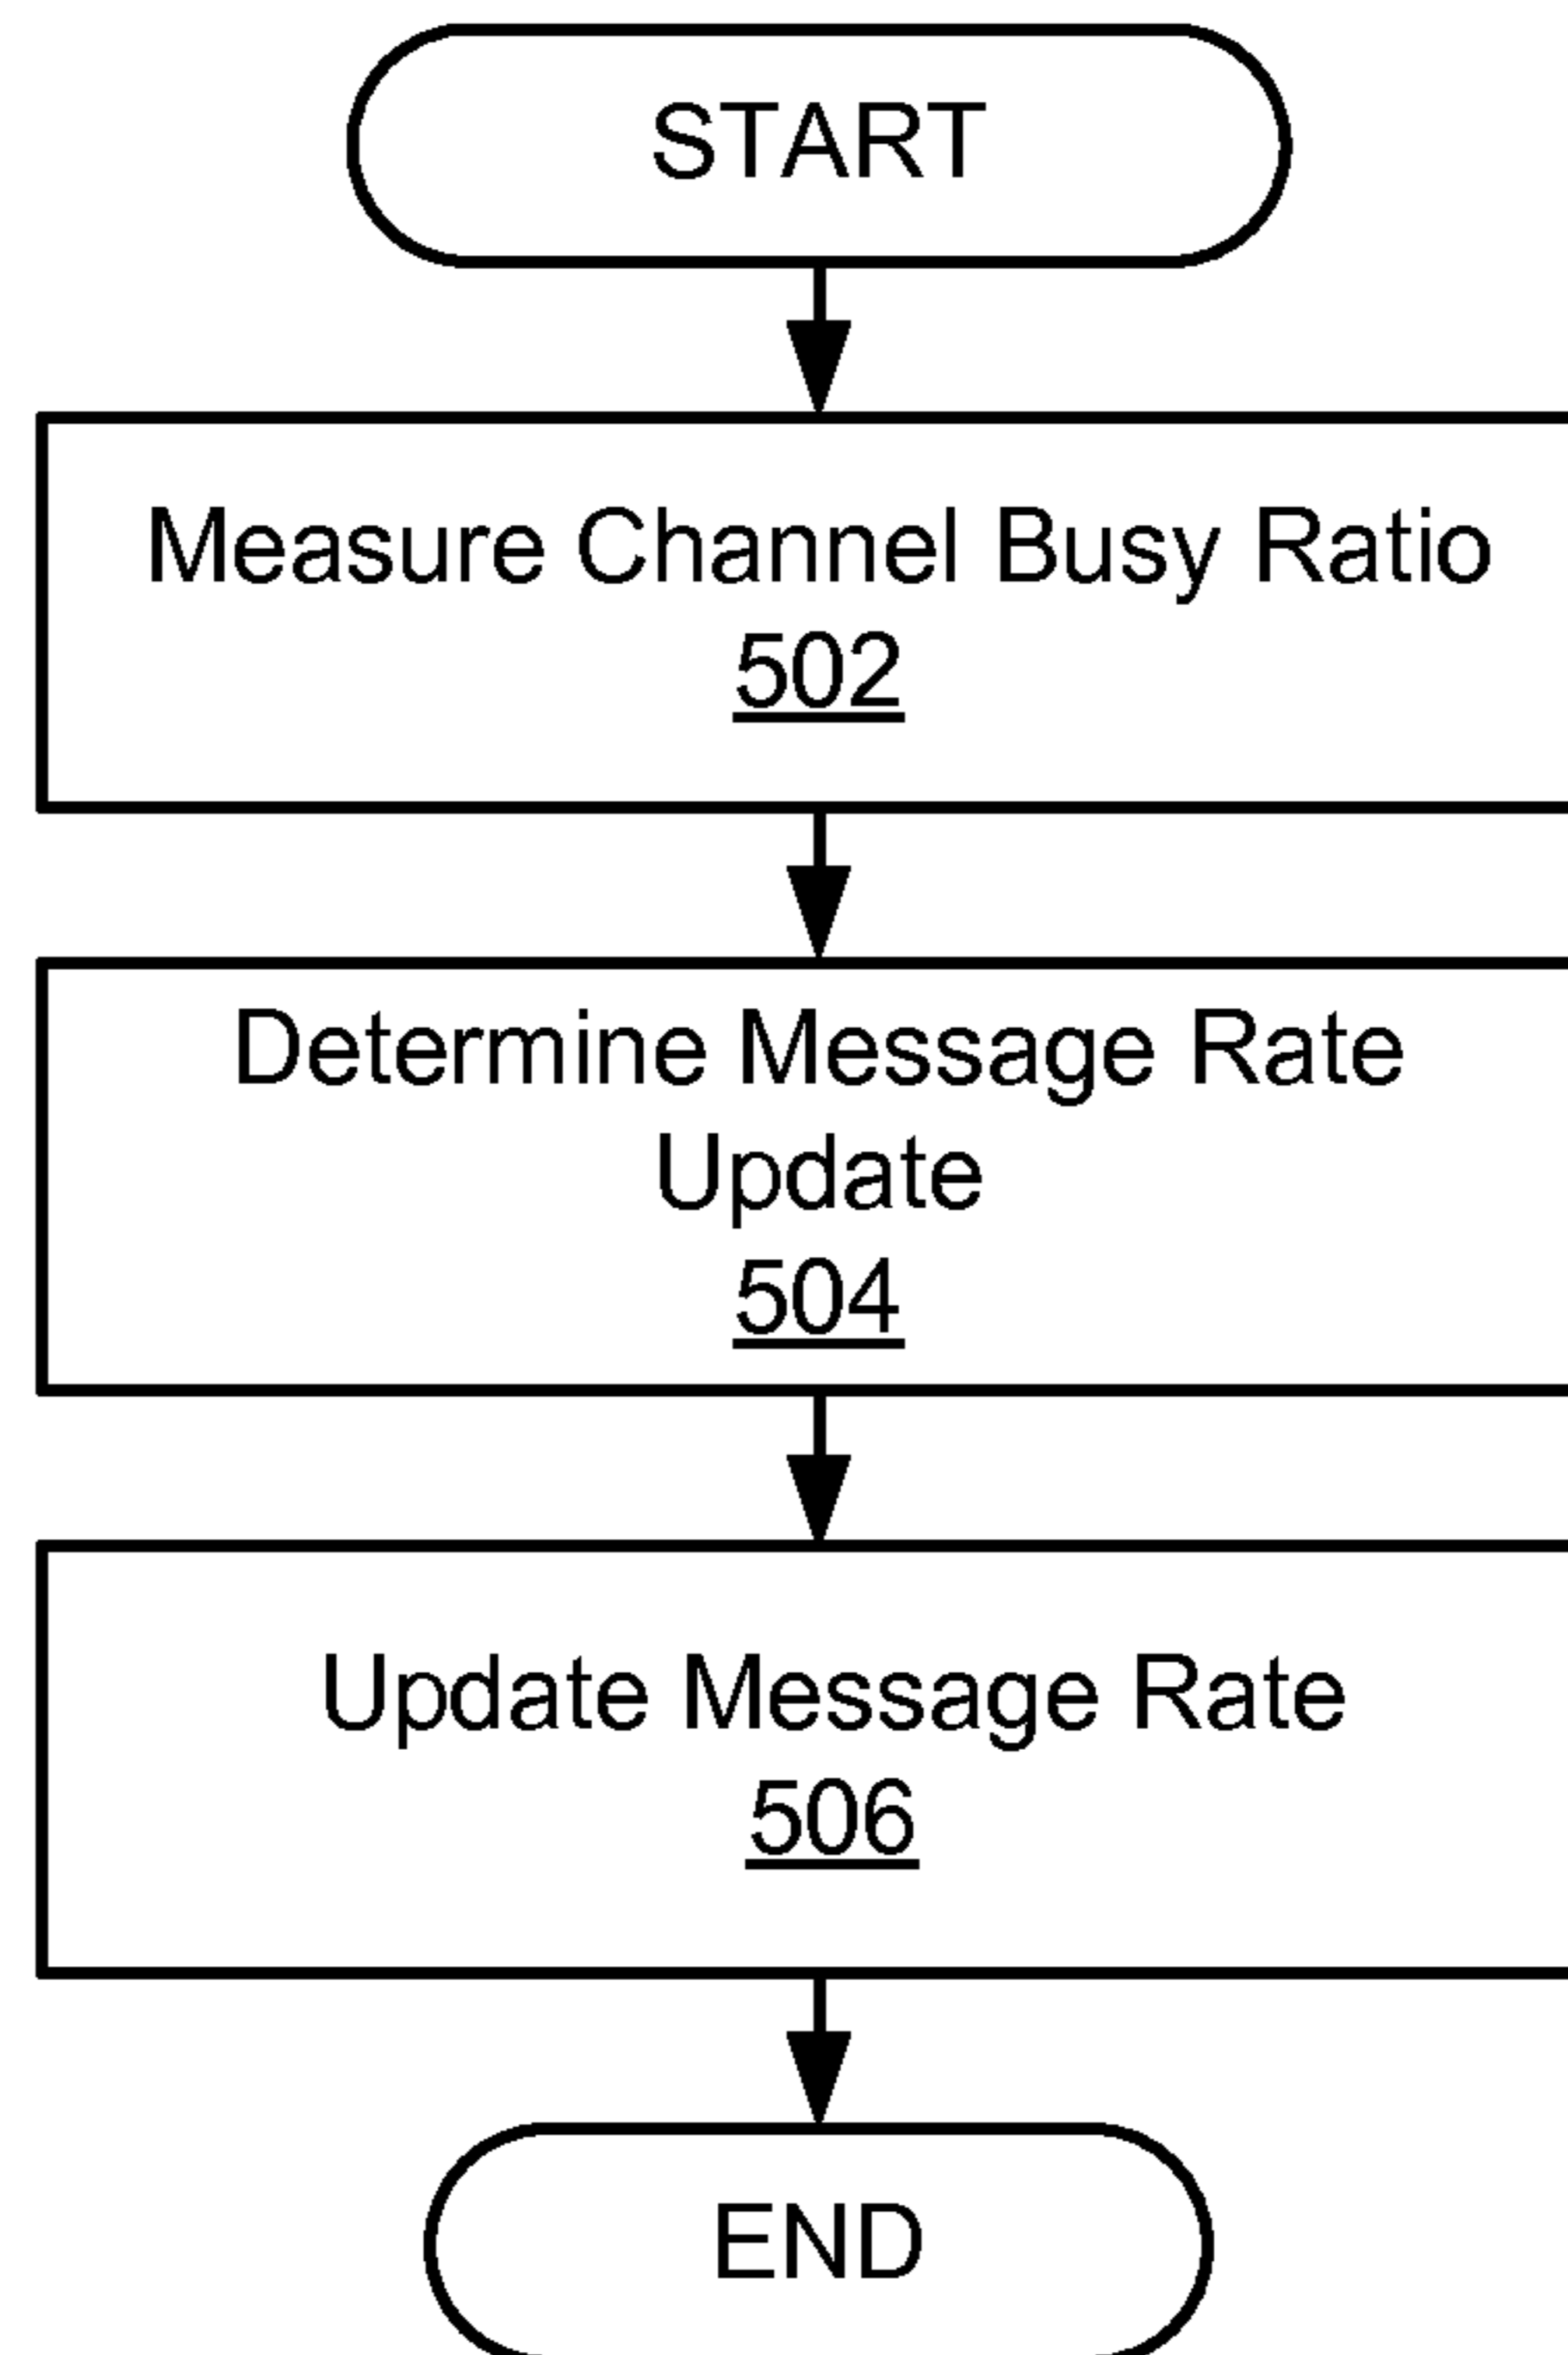 START
Measure Channel Busy Ratio
502
Determine Message Rate
Update
504
Update Message Rate
506
END